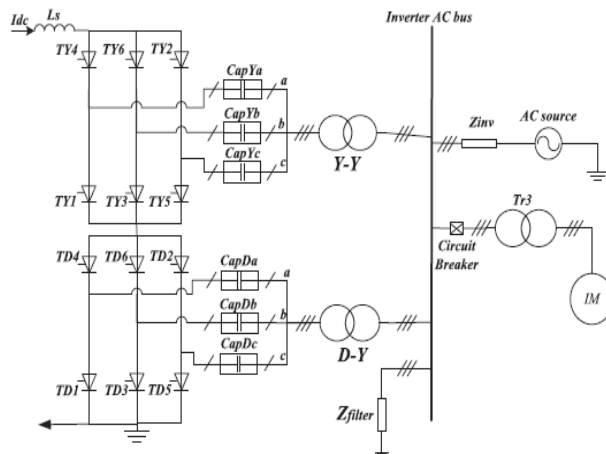 Inverter AC bus
Idc
Ls
TY4
TY6
TY2
CapYa
a
CapYb
b
CapYc
c
Y-Y
Zinv
AC source
TY1
TY3
TY5
Tr3
Circuit
Breaker
IM
TD4
TD6
TD2
CapDa
a
CapDb
b
CapDc
c
D-Y
TD1
TD3
TD5
Zfilter